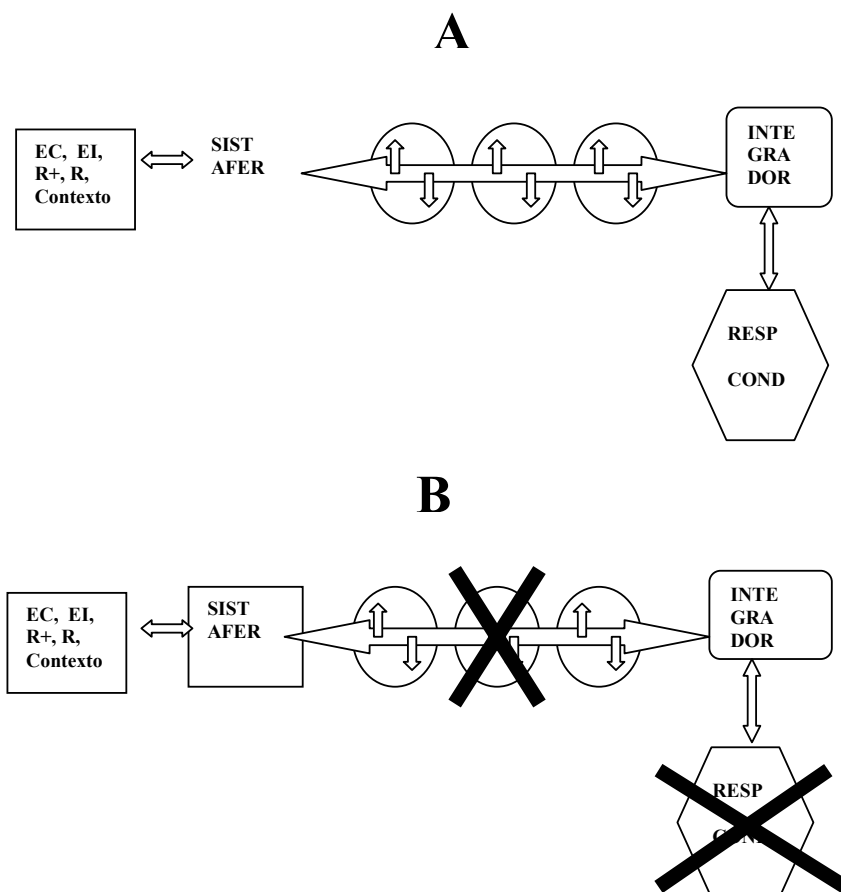 A
EC, EI,
R+, R,
Contexto
SIST
AFER
INTE
GRA
DOR
RESP
COND
B
EC, EI,
R+, R,
Contexto
SIST
AFER
INTE
GRA
DOR
RESP
COND